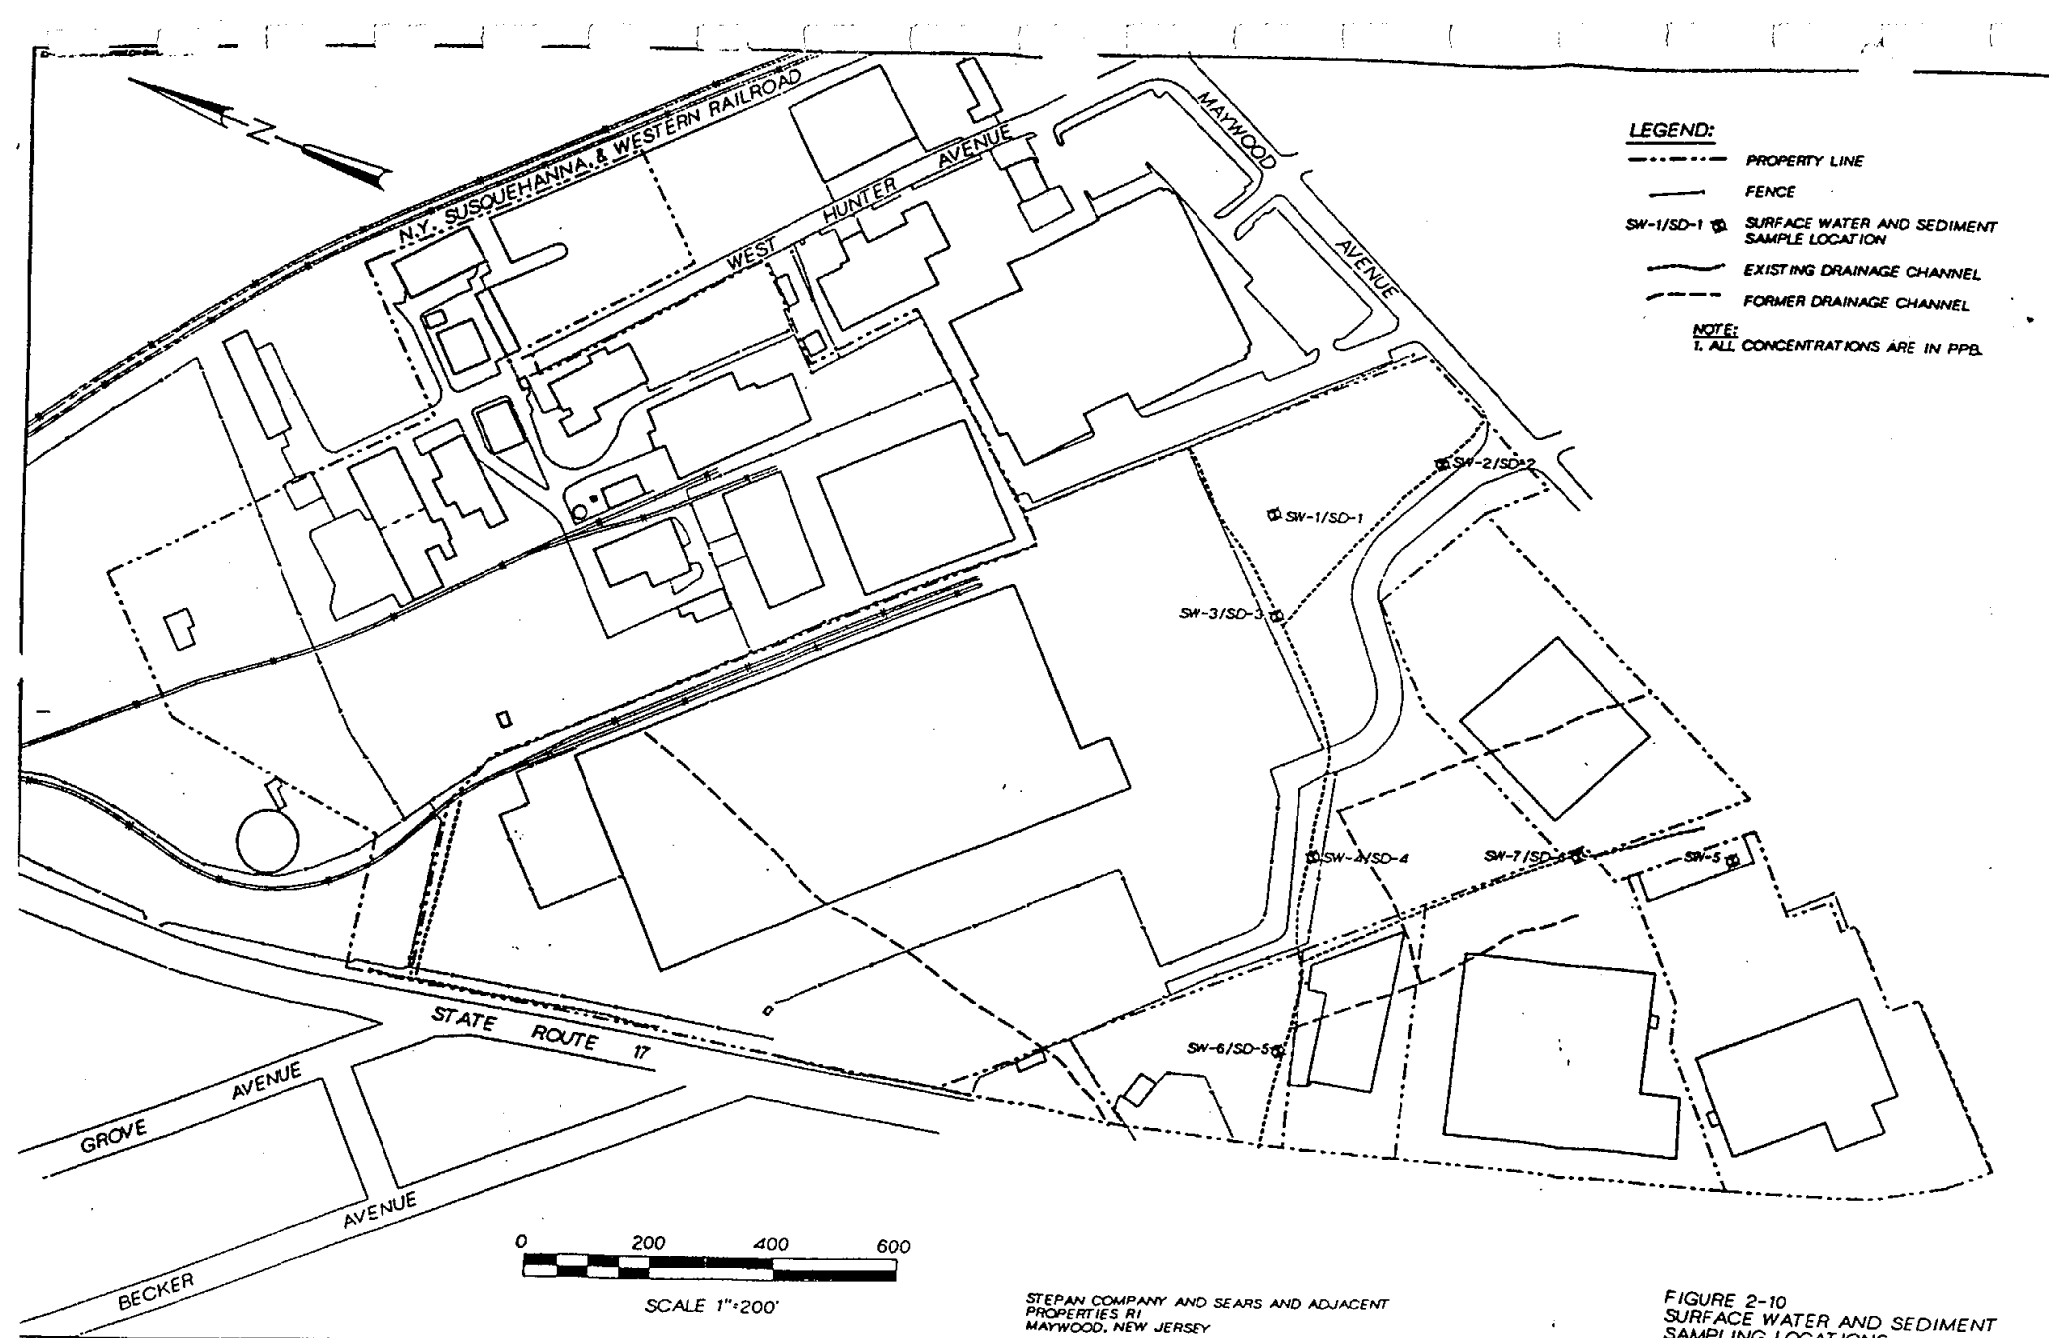 N.Y. SUSQUEHANNA, & WESTERN RAILROAD
N
WEST HUNTER AVENUE
MAYWOOD AVENUE
LEGEND:
PROPERTY LINE
FENCE
SW-1/SD-1 SURFACE WATER AND SEDIMENT
SAMPLE LOCATION
EXISTING DRAINAGE CHANNEL
FORMER DRAINAGE CHANNEL
NOTE:
1. ALL CONCENTRATIONS ARE IN PPB.
SW-2/SD-2
SW-1/SD-1
SW-3/SD-3
SW-4/SD-4
SW-7/SD-6
SW-5
SW-6/SD-5
STATE ROUTE 17
GROVE AVENUE
BECKER AVENUE
0 200 400 600
SCALE 1"=200'
STEPAN COMPANY AND SEARS AND ADJACENT
PROPERTIES RI
MAYWOOD, NEW JERSEY
FIGURE 2-10
SURFACE WATER AND SEDIMENT
SAMPLING LOCATIONS